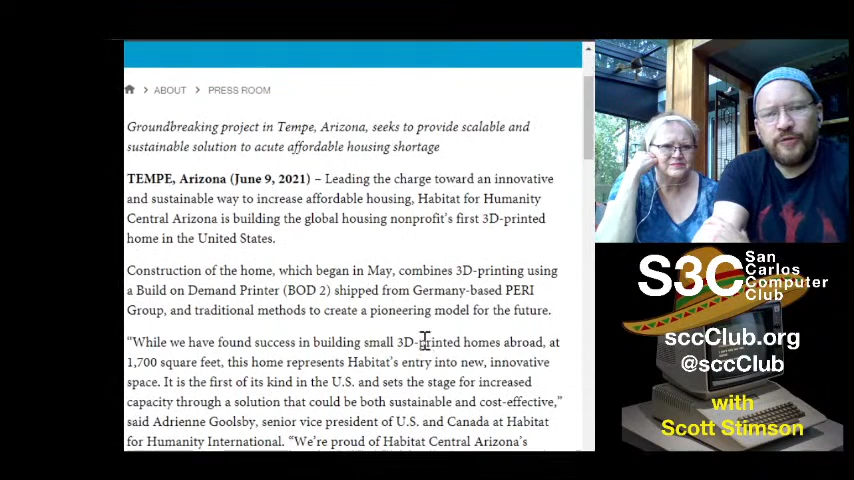 ABOUT
PRESS ROOM
Groundbreaking project in Tempe, Arizona, seeks to provide scalable and
sustainable solution to acute affordable housing shortage
TEMPE, Arizona (June 9, 2021) – Leading the charge toward an innovative
and sustainable way to increase affordable housing, Habitat for Humanity
Central Arizona is building the global housing nonprofit's first 3D-printed
home in the United States.
Construction of the home, which began in May, combines 3D-printing using
a Build on Demand Printer (BOD 2) shipped from Germany-based PERI
Group, and traditional methods to create a pioneering model for the future.
“While we have found success in building small 3D-printed homes abroad, at
1,700 square feet, this home represents Habitat's entry into new, innovative
space. It is the first of its kind in the U.S. and sets the stage for increased
capacity through a solution that could be both sustainable and cost-effective,”
said Adrienne Goolsby, senior vice president of U.S. and Canada at Habitat
for Humanity International. “We're proud of Habitat Central Arizona's
S3C
San
Carlos
Computer
Club
sccClub.org
@sccClub
with
Scott Stimson